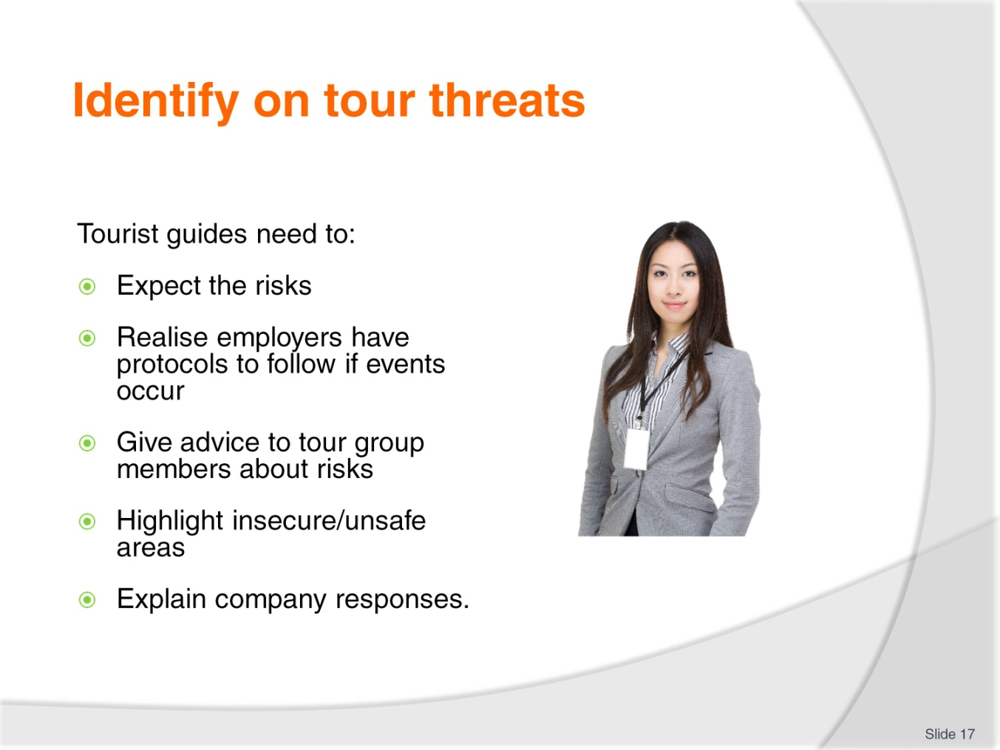 Identify on tour threats
Tourist guides need to:
Expect the risks
Realise employers have
protocols to follow if events
occur
Give advice to tour group
members about risks
Highlight insecure/unsafe
areas
Explain company responses.
Slide 17